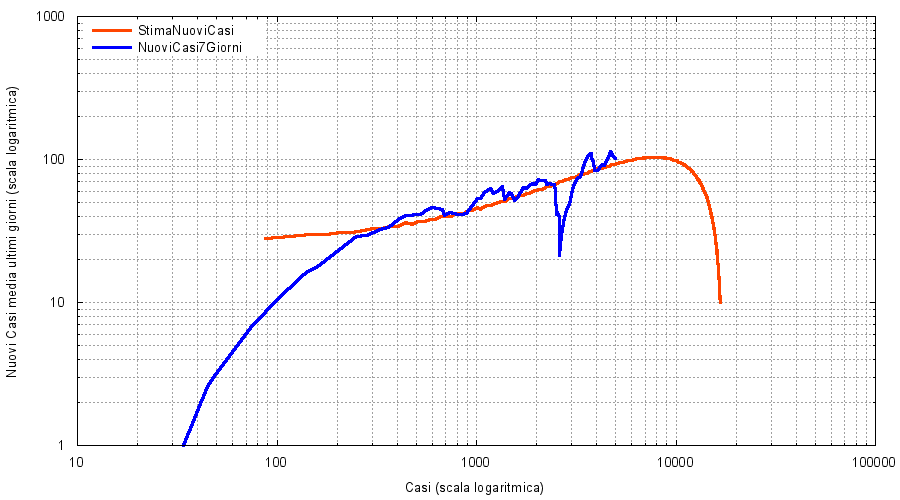 1000
StimaNuoviCasi
NuoviCasi7Giorni
100
10
1
Nuovi Casi media ultimi giorni (scala logaritmica)
10 100 1000 10000 100000
Casi (scala logaritmica)